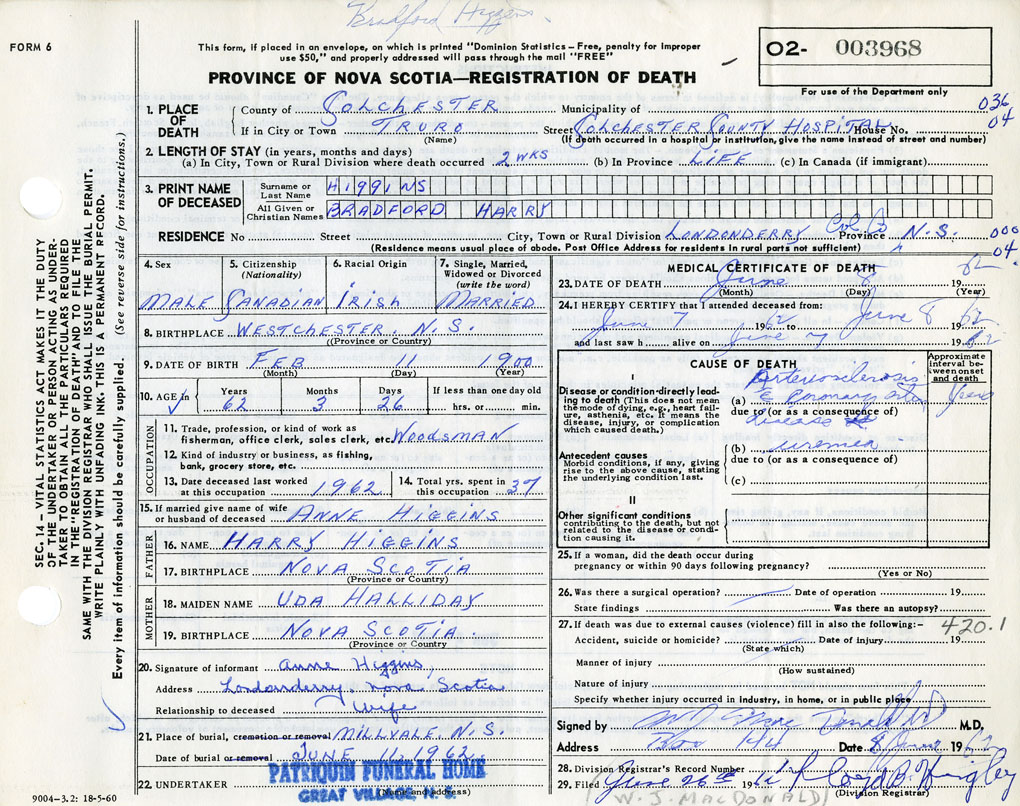 Bradford Higgins.
FORM 6
This form, if placed in an envelope, on which is printed "Dominion Statistics – Free, penalty for improper
use $50," and properly addressed will pass through the mail "FREE"
O2- 003968
PROVINCE OF NOVA SCOTIA—REGISTRATION OF DEATH
For use of the Department only
1. PLACE OF DEATH
County of COLCHESTER Municipality of
036
04
If in City or Town TRURO Street COLCHESTER COUNTY HOSPITAL House No.
(Name) (If death occurred in a hospital or institution, give the name instead of street and number)
2. LENGTH OF STAY (in years, months and days)
(a) In City, Town or Rural Division where death occurred 2 WKS (b) In Province LIFE (c) In Canada (if immigrant)
3. PRINT NAME OF DECEASED
Surname or Last Name HIGGINS
All Given or Christian Names BRADFORD HARRY
RESIDENCE No Street City, Town or Rural Division LONDONDERRY Col. Co Province N.S. 000
(Residence means usual place of abode. Post Office Address for residents in rural parts not sufficient)
04.
4. Sex MALE
5. Citizenship (Nationality) CANADIAN
6. Racial Origin IRISH
7. Single, Married, Widowed or Divorced (write the word) MARRIED
8. BIRTHPLACE WESTCHESTER, N.S.
(Province or Country)
9. DATE OF BIRTH FEB 11 1900
(Month) (Day) (Year)
10. AGE in Years 62 Months 3 Days 26 If less than one day old hrs. or min.
OCCUPATION
11. Trade, profession, or kind of work as
fisherman, office clerk, sales clerk, etc. WOODSMAN
12. Kind of industry or business, as fishing,
bank, grocery store, etc.
13. Date deceased last worked
at this occupation 1962
14. Total yrs. spent in
this occupation 37
15. If married give name of wife
or husband of deceased ANNE HIGGINS
FATHER
16. NAME HARRY HIGGINS
17. BIRTHPLACE NOVA SCOTIA
(Province or Country)
MOTHER
18. MAIDEN NAME UDA HALLIDAY
19. BIRTHPLACE NOVA SCOTIA.
(Province or Country
20. Signature of informant Anne Higgins,
Address Londonderry, Nova Scotia
Relationship to deceased Wife
21. Place of burial, cremation or removal MILLVALE, N.S.
Date of burial or removal JUNE 11, 1962
22. UNDERTAKER
(Name and address)
PATRIQUIN FUNERAL HOME
GREAT VILLAGE, N. S.
9004-3.2: 18-5-60
MEDICAL CERTIFICATE OF DEATH
23. DATE OF DEATH June 8 1962
(Month) (Day) (Year)
24. I HEREBY CERTIFY that I attended deceased from:
June 7 1962 to June 8 1962
and last saw h alive on June 7 1962
CAUSE OF DEATH
Approximate interval between onset and death
I
Disease or condition directly leading to death (This does not mean the mode of dying, e.g., heart failure, asthenia, etc. It means the disease, injury, or complication which caused death.)
(a) Arteriosclerosis
c̄ Coronary artery years
due to (or as a consequence of)
disease
(b) uremia
Antecedent causes
Morbid conditions, if any, giving rise to the above cause, stating the underlying condition last.
due to (or as a consequence of)
(c)
II
Other significant conditions
contributing to the death, but not related to the disease or condition causing it.
25. If a woman, did the death occur during
pregnancy or within 90 days following pregnancy?
(Yes or No)
26. Was there a surgical operation? Date of operation 19
State findings Was there an autopsy?
27. If death was due to external causes (violence) fill in also the following:– 420.1
Accident, suicide or homicide? Date of injury 19
(State which)
Manner of injury
(How sustained)
Nature of injury
Specify whether injury occurred in industry, in home, or in public place
Signed by W J MacDonald M.D,
Address Box 144 Date 8 June 1962
28. Division Registrar's Record Number
29. Filed June 26th 19
(Division Registrar)
W. J. MACDONALD
SEC. 14 – VITAL STATISTICS ACT MAKES IT THE DUTY
OF THE UNDERTAKER OR PERSON ACTING AS UNDER-
TAKER TO OBTAIN ALL THE PARTICULARS REQUIRED
IN THE "REGISTRATION OF DEATH" AND TO FILE THE
SAME WITH THE DIVISION REGISTRAR WHO SHALL ISSUE THE BURIAL PERMIT.
WRITE PLAINLY WITH UNFADING INK. THIS IS A PERMANENT RECORD.
Every item of information should be carefully supplied. (See reverse side for instructions.)